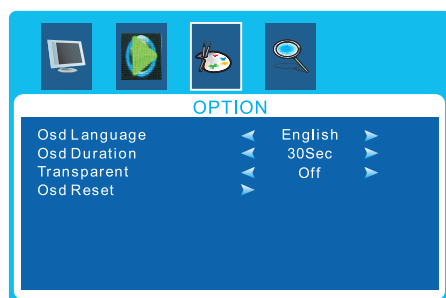 OPTION
Osd Language English
Osd Duration 30Sec
Transparent Off
Osd Reset